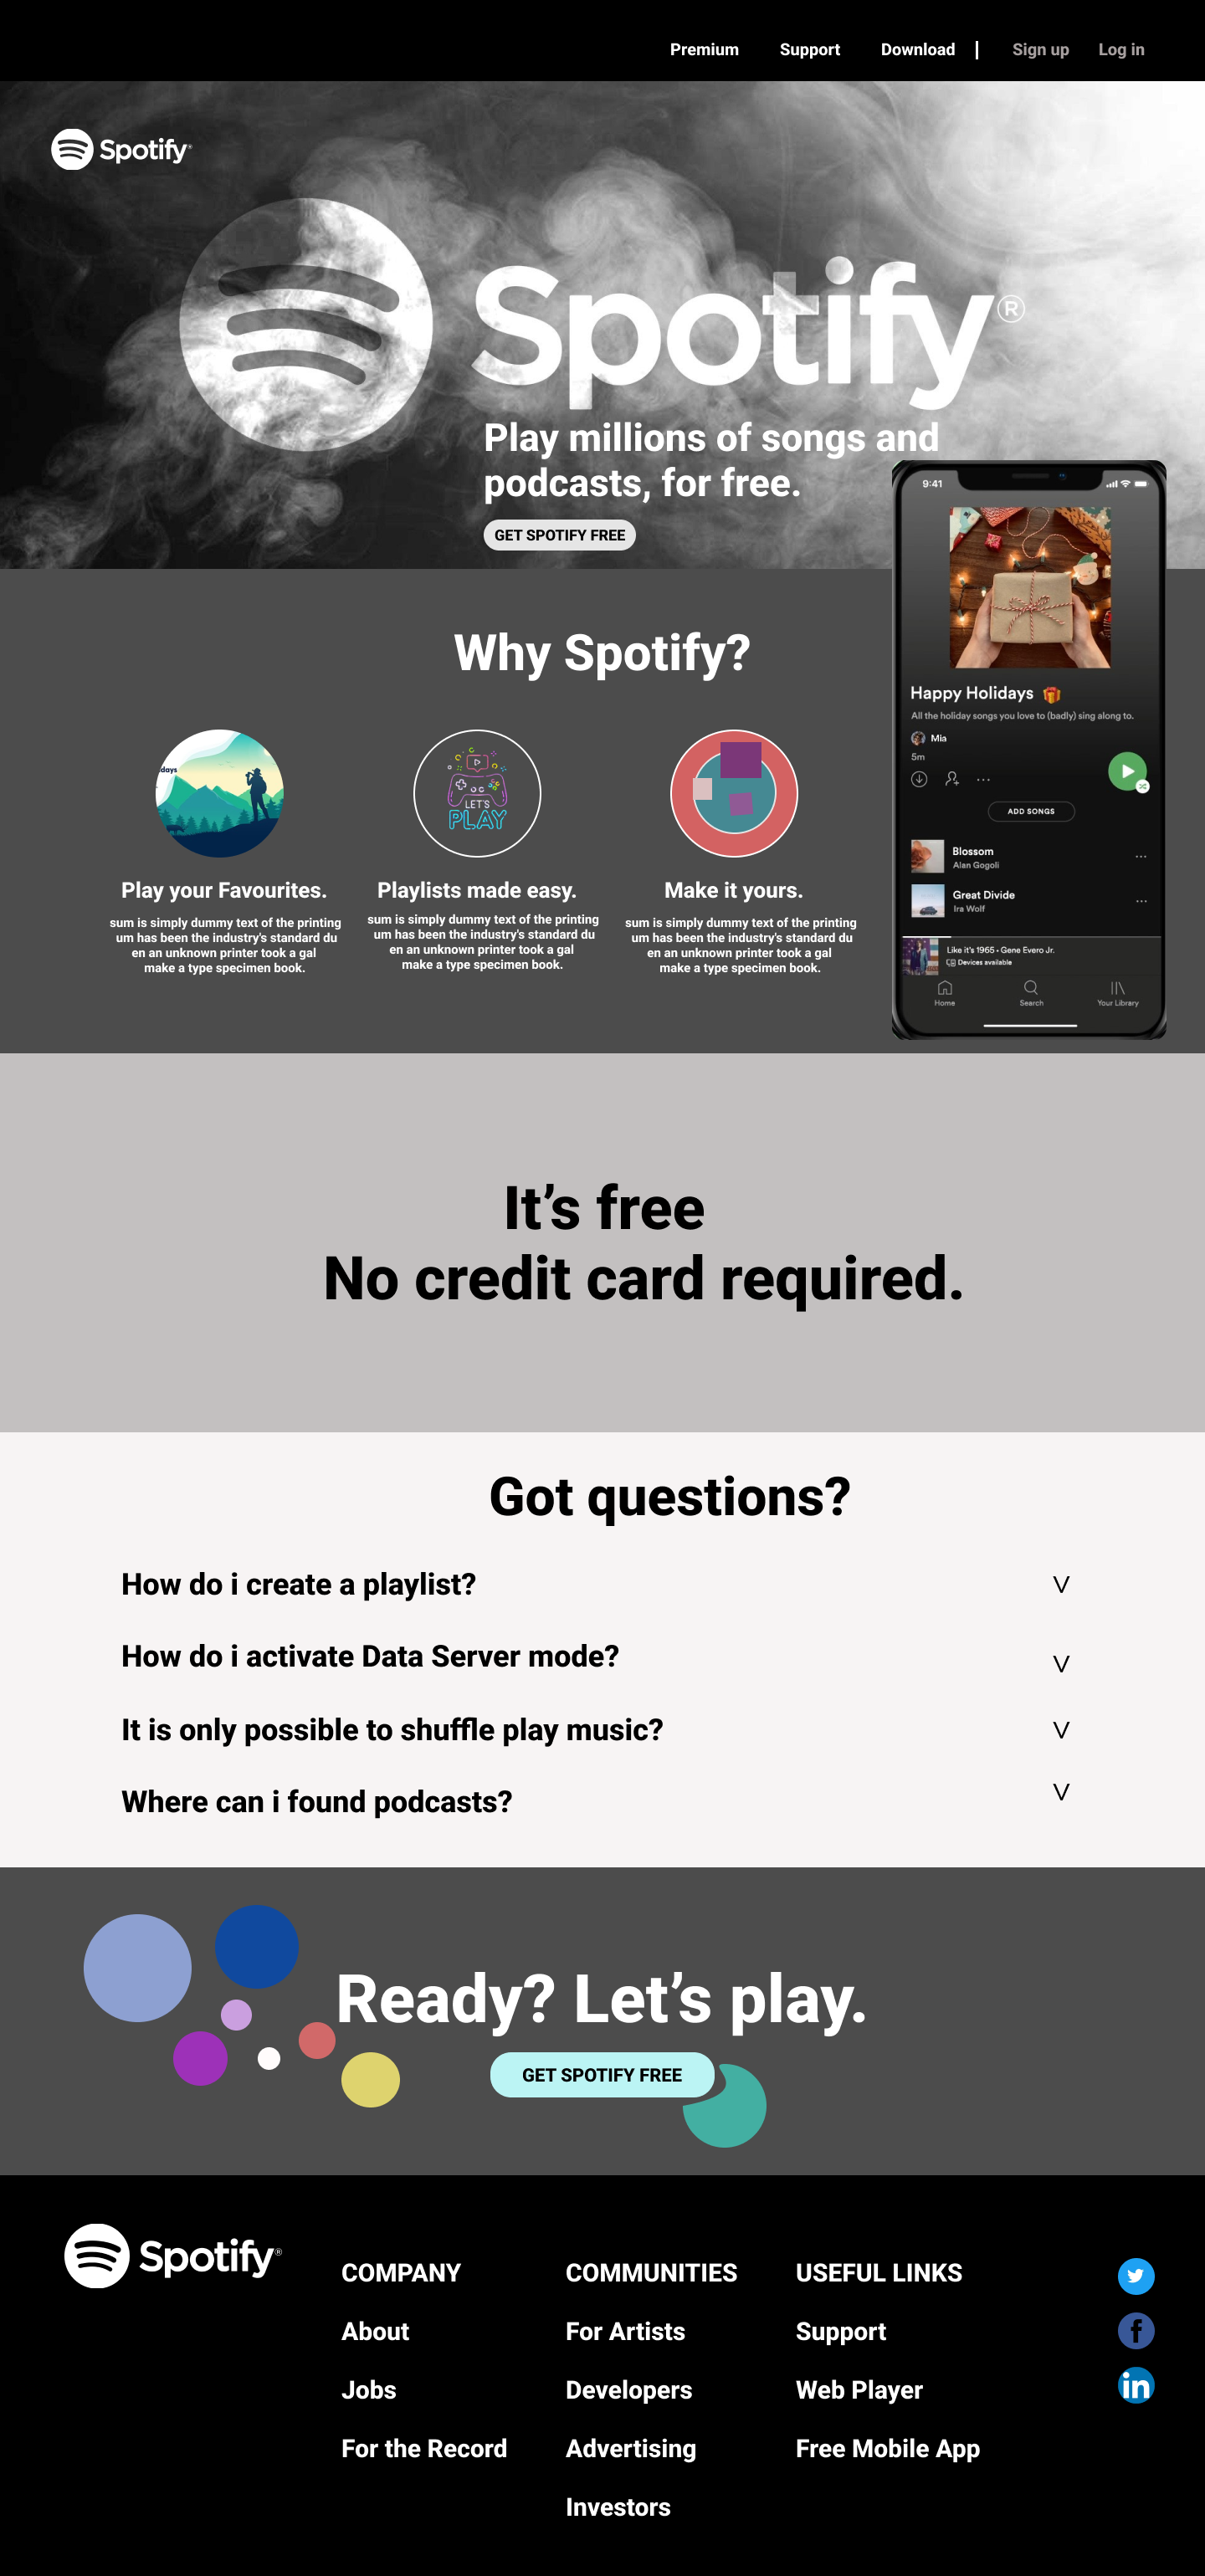 Premium Support Download | Sign up Log in
Spotify®
Spotify®
Play millions of songs and
podcasts, for free.
GET SPOTIFY FREE
9:41
Happy Holidays
All the holiday songs you love to (badly) sing along to.
Mia
5m
ADD SONGS
Blossom
Alan Gogoli
Great Divide
Ira Wolf
Like it's 1965 • Gene Evero Jr.
Devices available
Home Search Your Library
Why Spotify?
days
LET'S
PLAY
Play your Favourites.
sum is simply dummy text of the printing
um has been the industry's standard du
en an unknown printer took a gal
make a type specimen book.
Playlists made easy.
sum is simply dummy text of the printing
um has been the industry's standard du
en an unknown printer took a gal
make a type specimen book.
Make it yours.
sum is simply dummy text of the printing
um has been the industry's standard du
en an unknown printer took a gal
make a type specimen book.
It’s free
No credit card required.
Got questions?
How do i create a playlist? V
How do i activate Data Server mode? V
It is only possible to shuffle play music? V
Where can i found podcasts? V
Ready? Let’s play.
GET SPOTIFY FREE
Spotify®
COMPANY
About
Jobs
For the Record
COMMUNITIES
For Artists
Developers
Advertising
Investors
USEFUL LINKS
Support
Web Player
Free Mobile App
f
in